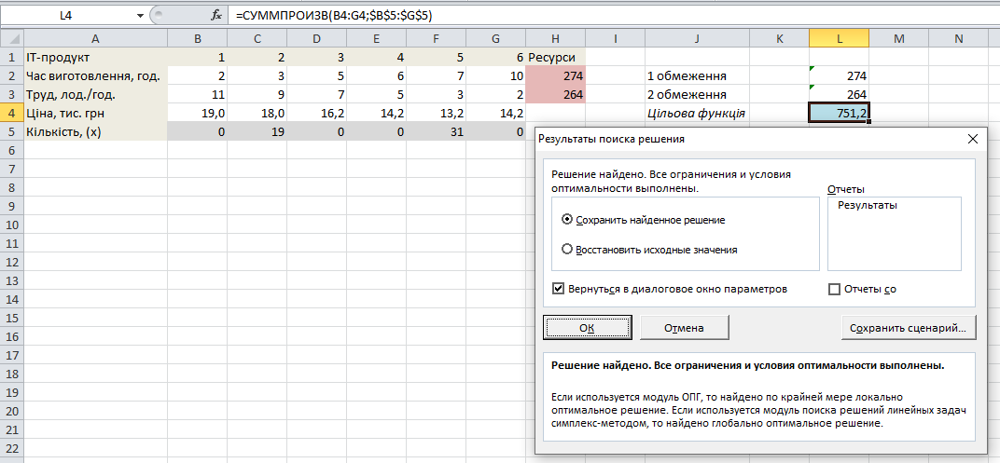 L4 fx =СУММПРОИЗВ(B4:G4;$B$5:$G$5)
A B C D E F G H I J K L M N
1 ІТ-продукт 1 2 3 4 5 6 Ресурси
2 Час виготовлення, год. 2 3 5 6 7 10 274 1 обмеження 274
3 Труд, лод./год. 11 9 7 5 3 2 264 2 обмеження 264
4 Ціна, тис. грн 19,0 18,0 16,2 14,2 13,2 14,2 Цільова функція 751,2
5 Кількість, (х) 0 19 0 0 31 0
6
7
8
9
10
11
12
13
14
15
16
17
18
19
20
21
22
Результаты поиска решения
Решение найдено. Все ограничения и условия
оптимальности выполнены.
Отчеты
Результаты
Сохранить найденное решение
Восстановить исходные значения
Вернуться в диалоговое окно параметров
Отчеты со
ОК Отмена Сохранить сценарий...
Решение найдено. Все ограничения и условия оптимальности выполнены.
Если используется модуль ОПГ, то найдено по крайней мере локально
оптимальное решение. Если используется модуль поиска решений линейных задач
симплекс-методом, то найдено глобально оптимальное решение.